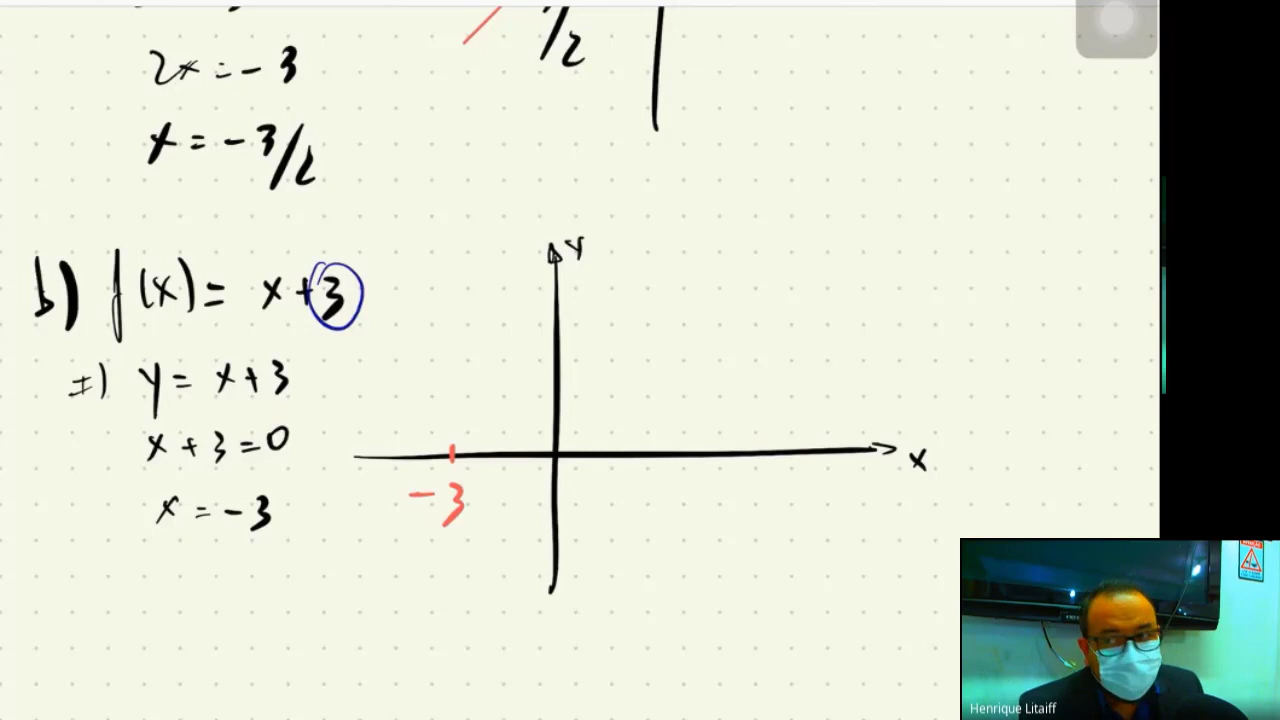 2x = - 3
/2
x = - 3/2
b) f(x) = x+3
y
=) y = x+3
x + 3 = 0
x
- 3
x = - 3
Henrique Litaiff